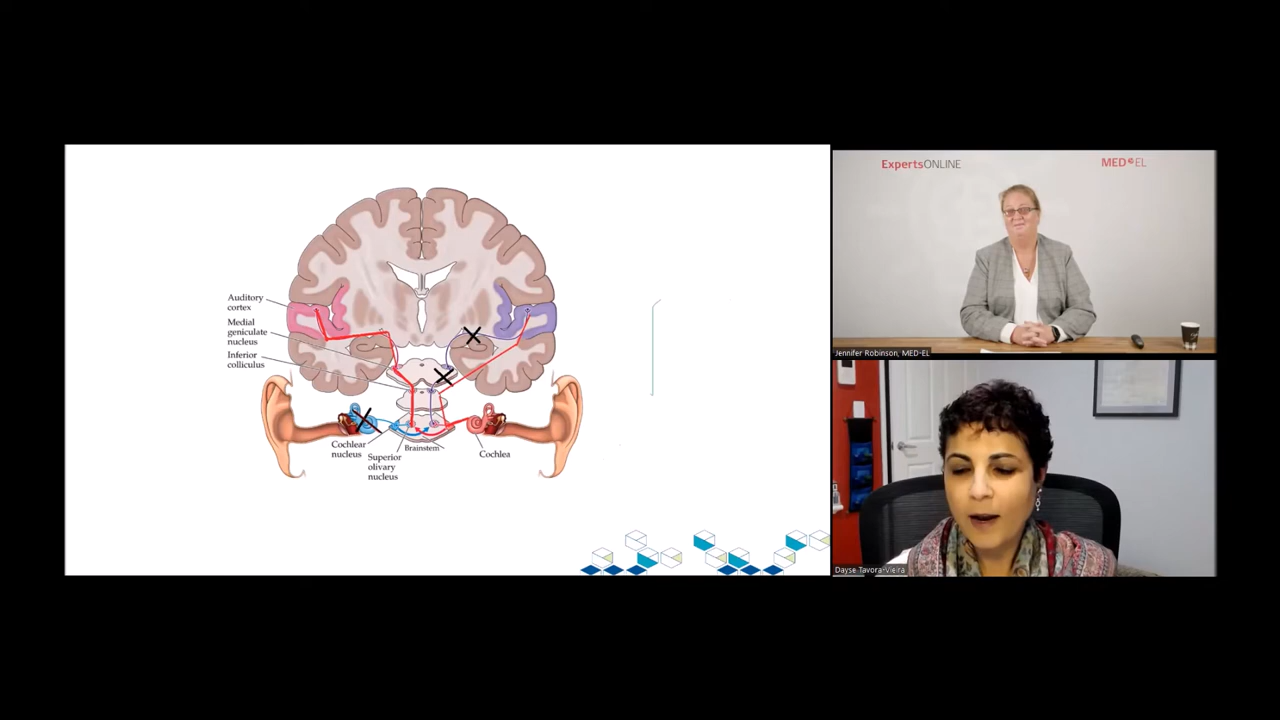 Auditory
cortex
Medial
geniculate
nucleus
Inferior
colliculus
Cochlear
nucleus
Superior
olivary
nucleus
Brainstem
Cochlea
ExpertsONLINE
MED EL
Jennifer Robinson, MED-EL
Dayse Tavora-Vieira